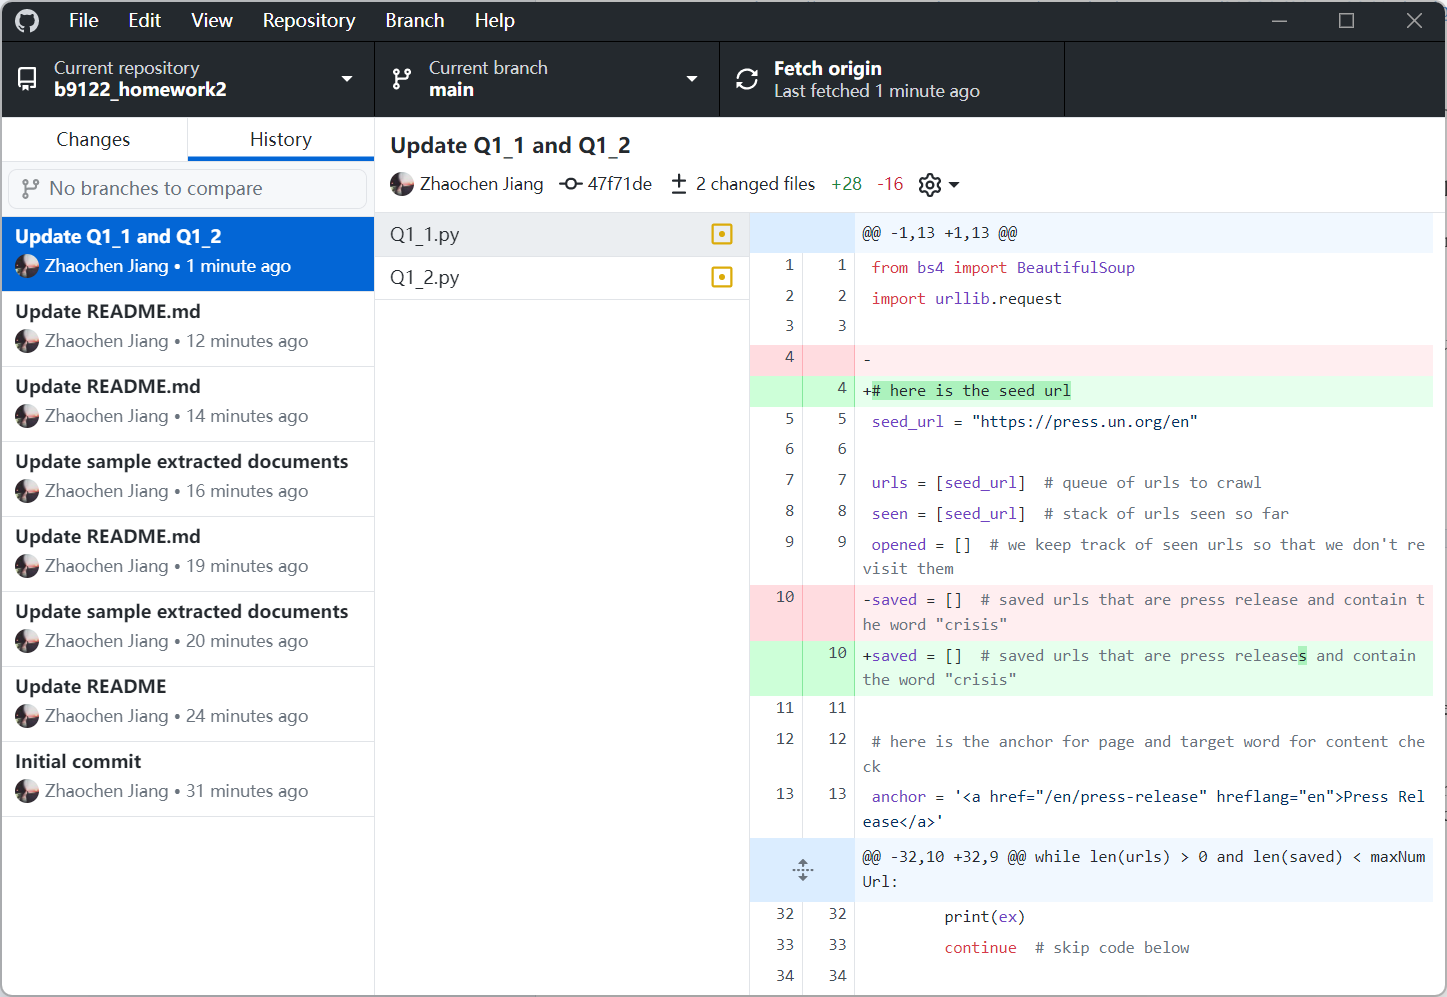 File Edit View Repository Branch Help
Current repository
b9122_homework2
Current branch
main
Fetch origin
Last fetched 1 minute ago
Changes History
No branches to compare
Update Q1_1 and Q1_2
Zhaochen Jiang • 1 minute ago
Update README.md
Zhaochen Jiang • 12 minutes ago
Update README.md
Zhaochen Jiang • 14 minutes ago
Update sample extracted documents
Zhaochen Jiang • 16 minutes ago
Update README.md
Zhaochen Jiang • 19 minutes ago
Update sample extracted documents
Zhaochen Jiang • 20 minutes ago
Update README
Zhaochen Jiang • 24 minutes ago
Initial commit
Zhaochen Jiang • 31 minutes ago
Update Q1_1 and Q1_2
Zhaochen Jiang 47f71de 2 changed files +28 -16
Q1_1.py
Q1_2.py
@@ -1,13 +1,13 @@
1 1 from bs4 import BeautifulSoup
2 2 import urllib.request
3 3
4 -
4 +# here is the seed url
5 5 seed_url = "https://press.un.org/en"
6 6
7 7 urls = [seed_url]  # queue of urls to crawl
8 8 seen = [seed_url]  # stack of urls seen so far
9 9 opened = []  # we keep track of seen urls so that we don't re
visit them
10 -saved = []  # saved urls that are press release and contain t
he word "crisis"
10 +saved = []  # saved urls that are press releases and contain
the word "crisis"
11 11
12 12 # here is the anchor for page and target word for content che
ck
13 13 anchor = '<a href="/en/press-release" hreflang="en">Press Rel
ease</a>'
@@ -32,10 +32,9 @@ while len(urls) > 0 and len(saved) < maxNum
Url:
32 32 print(ex)
33 33 continue  # skip code below
34 34